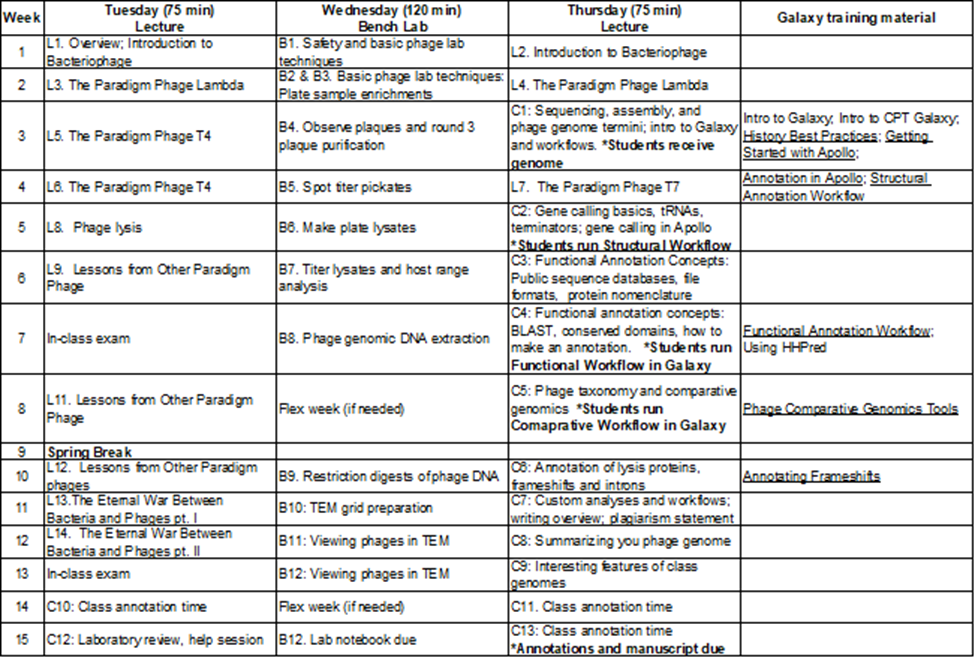 Week
Tuesday (75 min)
Lecture
Wednesday (120 min)
Bench Lab
Thursday (75 min)
Lecture
Galaxy training material
1
L1. Overview; Introduction to
Bacteriophage
B1. Safety and basic phage lab
techniques
L2. Introduction to Bacteriophage
2
L3. The Paradigm Phage Lambda
B2 & B3. Basic phage lab techniques:
Plate sample enrichments
L4. The Paradigm Phage Lambda
3
L5. The Paradigm Phage T4
B4. Observe plaques and round 3
plaque purification
C1: Sequencing, assembly, and
phage genome termini; intro to Galaxy
and workflows. *Students receive
genome
Intro to Galaxy; Intro to CPT Galaxy;
History Best Practices; Getting
Started with Apollo;
4
L6. The Paradigm Phage T4
B5. Spot titer pickates
L7. The Paradigm Phage T7
Annotation in Apollo; Structural
Annotation Workflow
5
L8. Phage lysis
B6. Make plate lysates
C2: Gene calling basics, tRNAs,
terminators; gene calling in Apollo
*Students run Structural Workflow
6
L9. Lessons from Other Paradigm
Phage
B7. Titer lysates and host range
analysis
C3: Functional Annotation Concepts:
Public sequence databases, file
formats, protein nomenclature
7
In-class exam
B8. Phage genomic DNA extraction
C4: Functional annotation concepts:
BLAST, conserved domains, how to
make an annotation. *Students run
Functional Workflow in Galaxy
Functional Annotation Workflow;
Using HHPred
8
L11. Lessons from Other Paradigm
Phage
Flex week (if needed)
C5: Phage taxonomy and comparative
genomics *Students run
Comaprative Workflow in Galaxy
Phage Comparative Genomics Tools
9
Spring Break
10
L12. Lessons from Other Paradigm
phages
B9. Restriction digests of phage DNA
C6: Annotation of lysis proteins,
frameshifts and introns
Annotating Frameshifts
11
L13.The Eternal War Between
Bacteria and Phages pt. I
B10: TEM grid preparation
C7: Custom analyses and workflows;
writing overview; plagiarism statement
12
L14. The Eternal War Between
Bacteria and Phages pt. II
B11: Viewing phages in TEM
C8: Summarizing you phage genome
13
In-class exam
B12: Viewing phages in TEM
C9: Interesting features of class
genomes
14
C10: Class annotation time
Flex week (if needed)
C11. Class annotation time
15
C12: Laboratory review, help session
B12. Lab notebook due
C13: Class annotation time
*Annotations and manuscript due